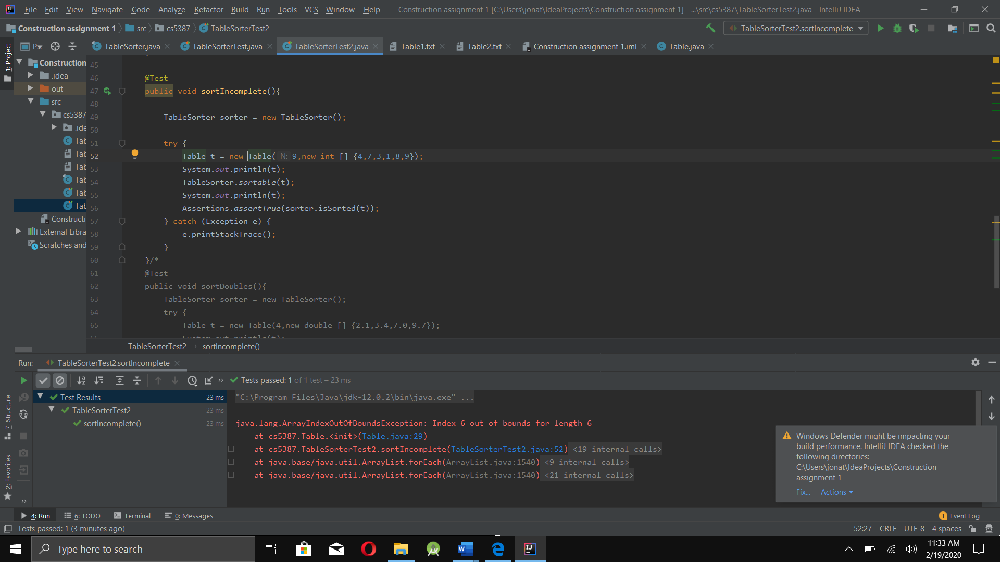 File Edit View Navigate Code Analyze Refactor Build Run Tools VCS Window Help Construction assignment 1 [C:\Users\jonat\IdeaProjects\Construction assignment 1] - ...\src\cs5387\TableSorterTest2.java - IntelliJ IDEA
Construction assignment 1 src cs5387 TableSorterTest2 TableSorterTest2.sortIncomplete
P... TableSorter.java TableSorterTest.java TableSorterTest2.java Table1.txt Table2.txt Construction assignment 1.iml Table.java
1: Project
Construction
.idea
out
src
cs5387
.ide
Tab
Tab
Tab
Tab
Tab
Tab
Constructi
External Libra
Scratches and
45
46 @Test
47 public void sortIncomplete(){
48
49 TableSorter sorter = new TableSorter();
50
51 try {
52 Table t = new Table( N: 9,new int [] {4,7,3,1,8,9});
53 System.out.println(t);
54 TableSorter.sortable(t);
55 System.out.println(t);
56 Assertions.assertTrue(sorter.isSorted(t));
57 } catch (Exception e) {
58 e.printStackTrace();
59 }
60 }/*
61 @Test
62 public void sortDoubles(){
63 TableSorter sorter = new TableSorter();
64 try {
65 Table t = new Table(4,new double [] {2.1,3.4,7.0,9.7});
66 System.out.println(t);
TableSorterTest2 › sortIncomplete()
Run: TableSorterTest2.sortIncomplete
» Tests passed: 1 of 1 test – 23 ms
Test Results 23 ms
TableSorterTest2 23 ms
sortIncomplete() 23 ms
"C:\Program Files\Java\jdk-12.0.2\bin\java.exe" ...
java.lang.ArrayIndexOutOfBoundsException: Index 6 out of bounds for length 6
at cs5387.Table.<init>(Table.java:29)
at cs5387.TableSorterTest2.sortIncomplete(TableSorterTest2.java:52) <19 internal calls>
at java.base/java.util.ArrayList.forEach(ArrayList.java:1540) <9 internal calls>
at java.base/java.util.ArrayList.forEach(ArrayList.java:1540) <21 internal calls>
7: Structure
2: Favorites
»
Windows Defender might be impacting your
build performance. IntelliJ IDEA checked the
following directories:
C:\Users\jonat\IdeaProjects\Construction
assignment 1
Fix... Actions
4: Run 6: TODO Terminal 0: Messages 1 Event Log
Tests passed: 1 (3 minutes ago) 52:27 CRLF UTF-8 4 spaces
Type here to search
11:33 AM
2/19/2020